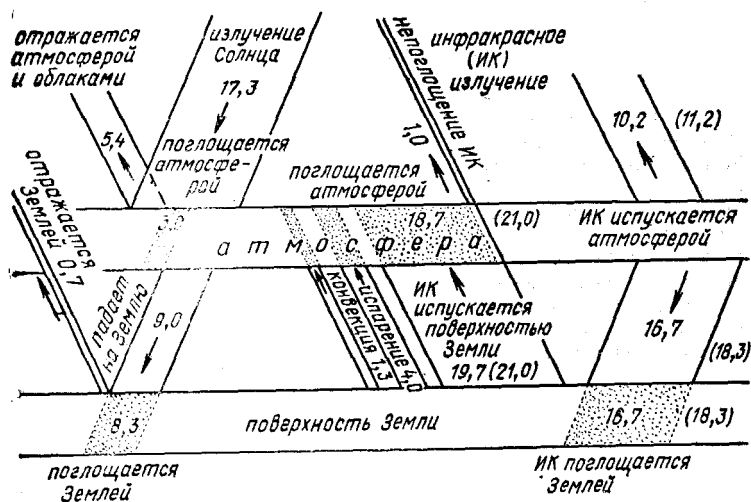 отражается
атмосферой
и облаками
5,4
излучение
Солнца
17,3
поглощается
атмосфе-
рой
непоглощение ИК
1,0
инфракрасное
(ИК)
излучение
10,2
(11,2)
отражается
Землей 0,7
поглощается
атмосферой
18,7
(21,0)
атмосфера
ИК испускается
атмосферой
падает
на Землю
9,0
конвекция 1,3
испарение 4,0
ИК
испускается
поверхностью
Земли
19,7 (21,0)
16,7
(18,3)
8,3
поверхность Земли
16,7
(18,3)
поглощается
Землей
ИК поглощается
Землей